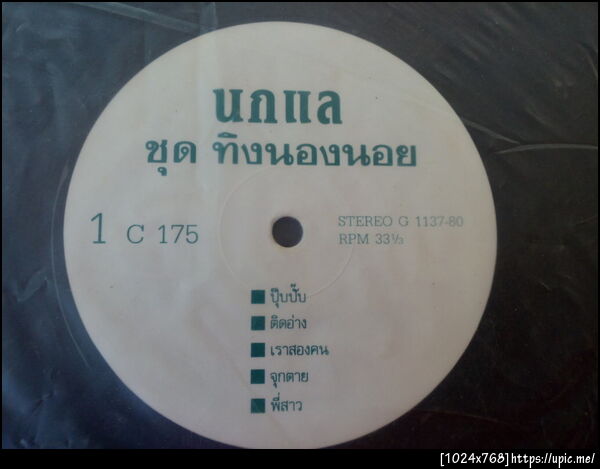 นกแล
ชุด ทิงนองนอย
1 C 175
STEREO G 1137-80
RPM 33⅓
ปุ๊บปั๊บ
ติดอ่าง
เราสองคน
จุกตาย
พี่สาว
[1024x768]https://upic.me/